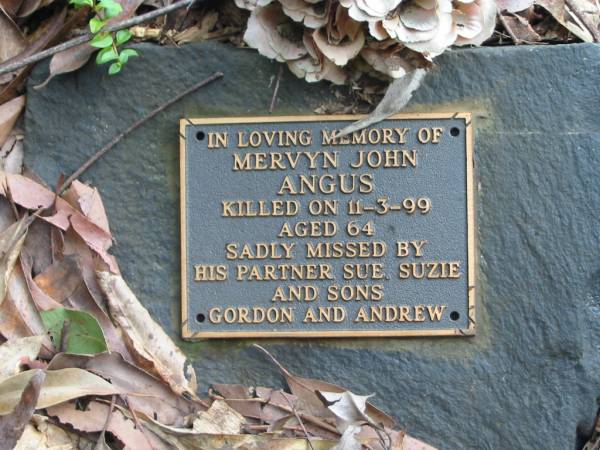 IN LOVING MEMORY OF
MERVYN JOHN
ANGUS
KILLED ON 11-3-99
AGED 64
SADLY MISSED BY
HIS PARTNER, SUE, SUZIE
AND SONS
GORDON AND ANDREW